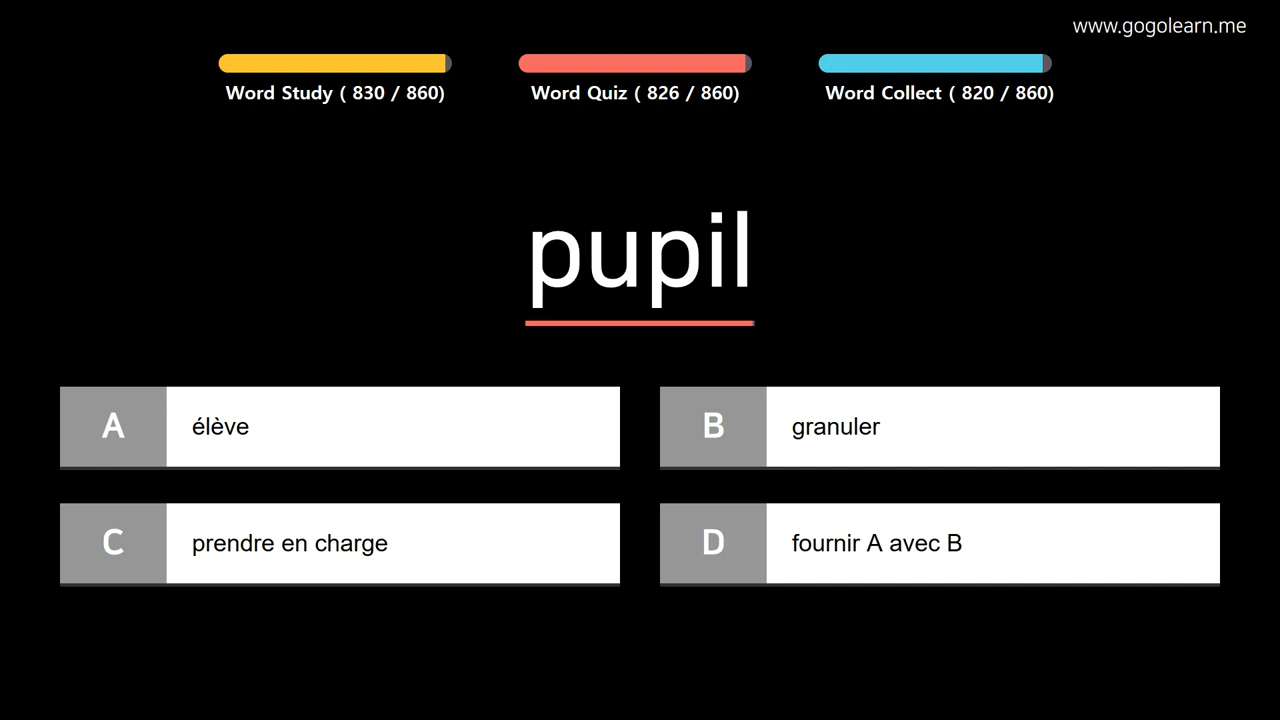 www.gogolearn.me
Word Study ( 830 / 860)
Word Quiz ( 826 / 860)
Word Collect ( 820 / 860)
pupil
A élève
B granuler
C prendre en charge
D fournir A avec B